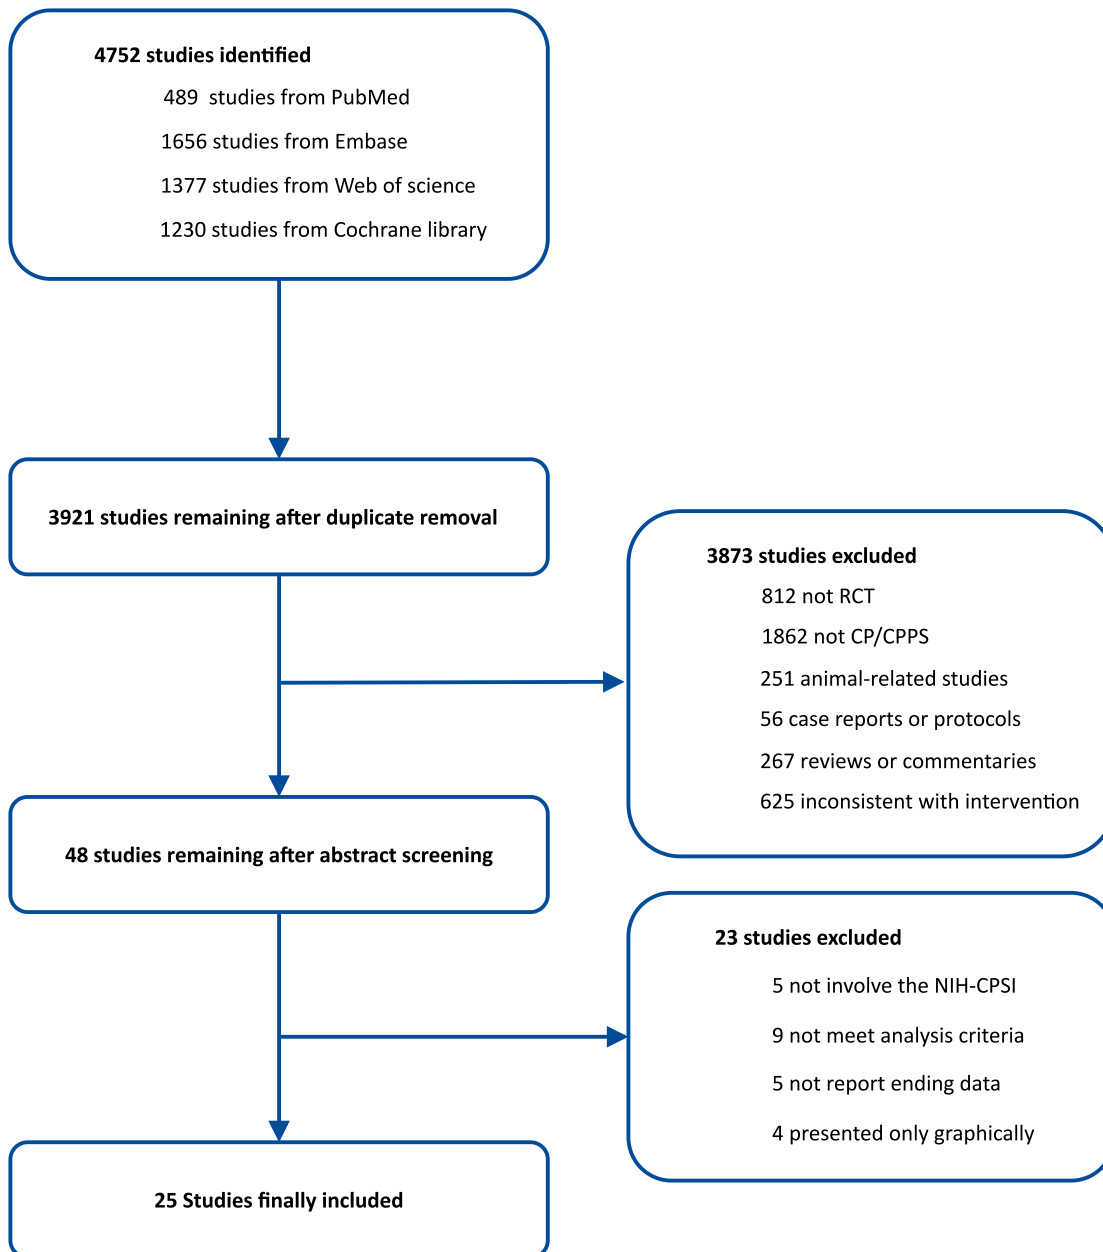 4752 studies identified
489 studies from PubMed
1656 studies from Embase
1377 studies from Web of science
1230 studies from Cochrane library
3921 studies remaining after duplicate removal
3873 studies excluded
812 not RCT
1862 not CP/CPPS
251 animal-related studies
56 case reports or protocols
267 reviews or commentaries
625 inconsistent with intervention
48 studies remaining after abstract screening
23 studies excluded
5 not involve the NIH-CPSI
9 not meet analysis criteria
5 not report ending data
4 presented only graphically
25 Studies finally included